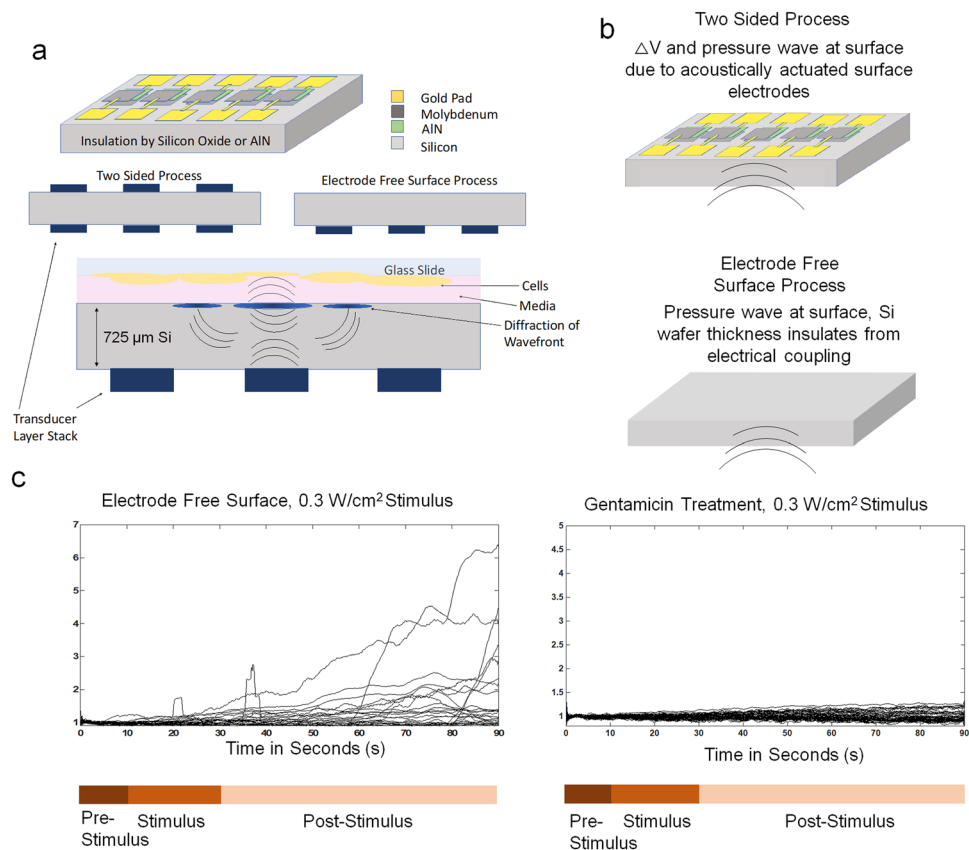 a
Gold Pad
Molybdenum
AlN
Silicon
Insulation by Silicon Oxide or AlN
Two Sided Process
Electrode Free Surface Process
Glass Slide
Cells
Media
Diffraction of
Wavefront
725 μm Si
Transducer
Layer Stack
b
Two Sided Process
△V and pressure wave at surface
due to acoustically actuated surface
electrodes
Electrode Free
Surface Process
Pressure wave at surface, Si
wafer thickness insulates from
electrical coupling
c
Electrode Free Surface, 0.3 W/cm² Stimulus
7
6
5
4
3
2
1
0 10 20 30 40 50 60 70 80 90
Time in Seconds (s)
Pre-
Stimulus
Stimulus
Post-Stimulus
Gentamicin Treatment, 0.3 W/cm² Stimulus
5
4.5
4
3.5
3
2.5
2
1.5
1
0 10 20 30 40 50 60 70 80 90
Time in Seconds (s)
Pre-
Stimulus
Stimulus
Post-Stimulus